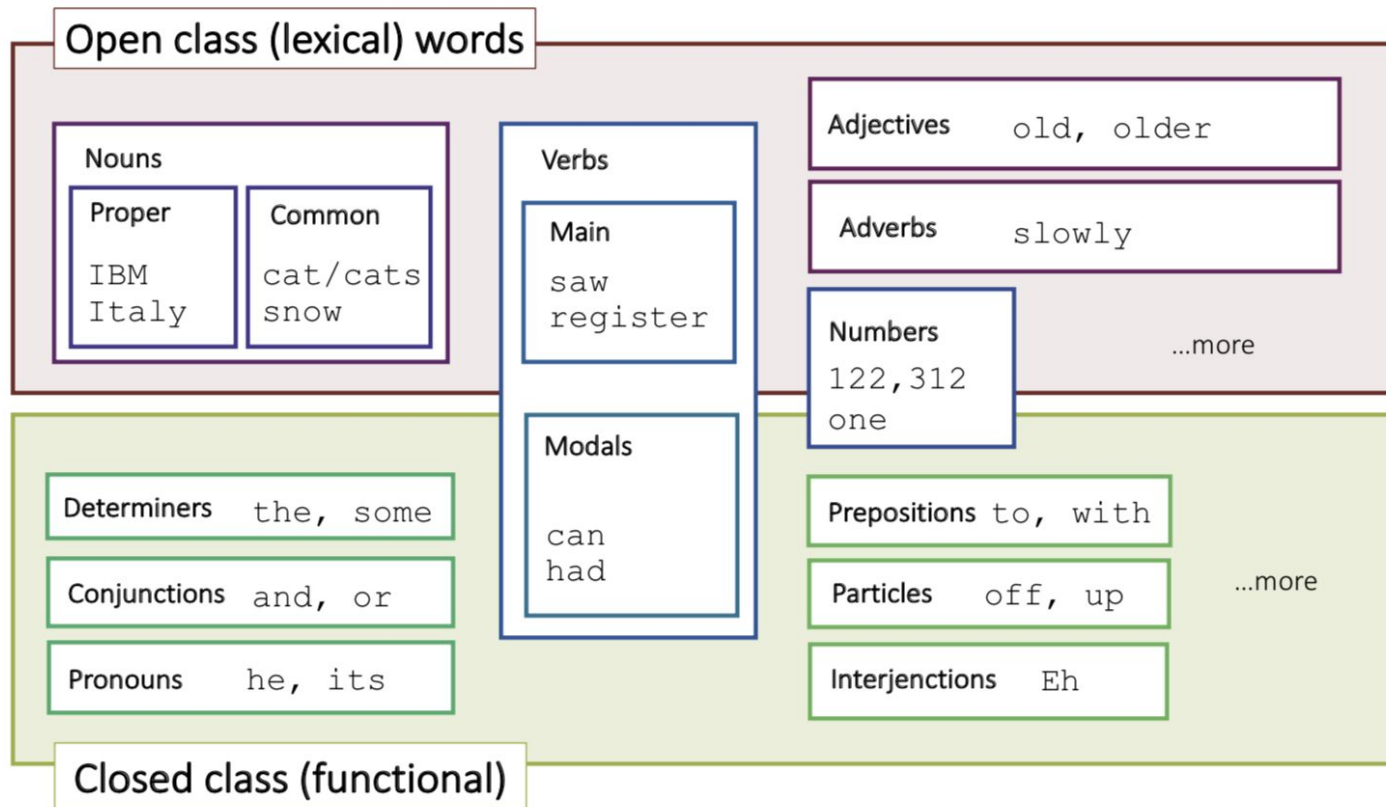 Open class (lexical) words
Nouns
Proper
IBM
Italy
Common
cat/cats
snow
Verbs
Main
saw
register
Adjectives old, older
Adverbs slowly
Numbers
122,312
one
...more
Determiners the, some
Conjunctions and, or
Pronouns he, its
Modals
can
had
Prepositions to, with
Particles off, up
Interjenctions Eh
...more
Closed class (functional)